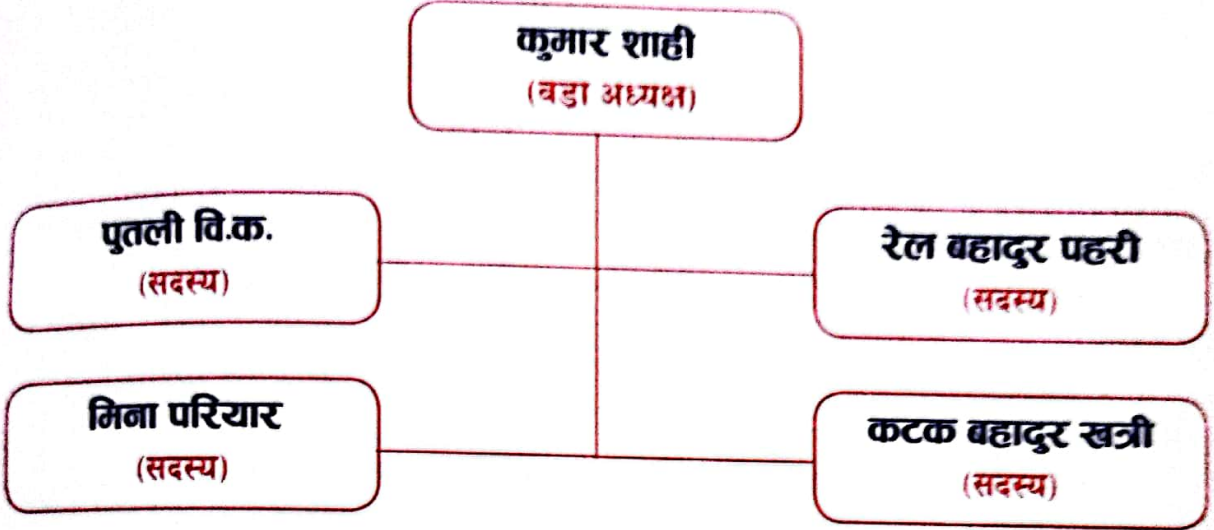 कुमार शाही
(वडा अध्यक्ष)
पुतली वि.क.
(सदस्य)
रेल बहादुर पहरी
(सदस्य)
मिना परियार
(सदस्य)
कटक बहादुर खत्री
(सदस्य)